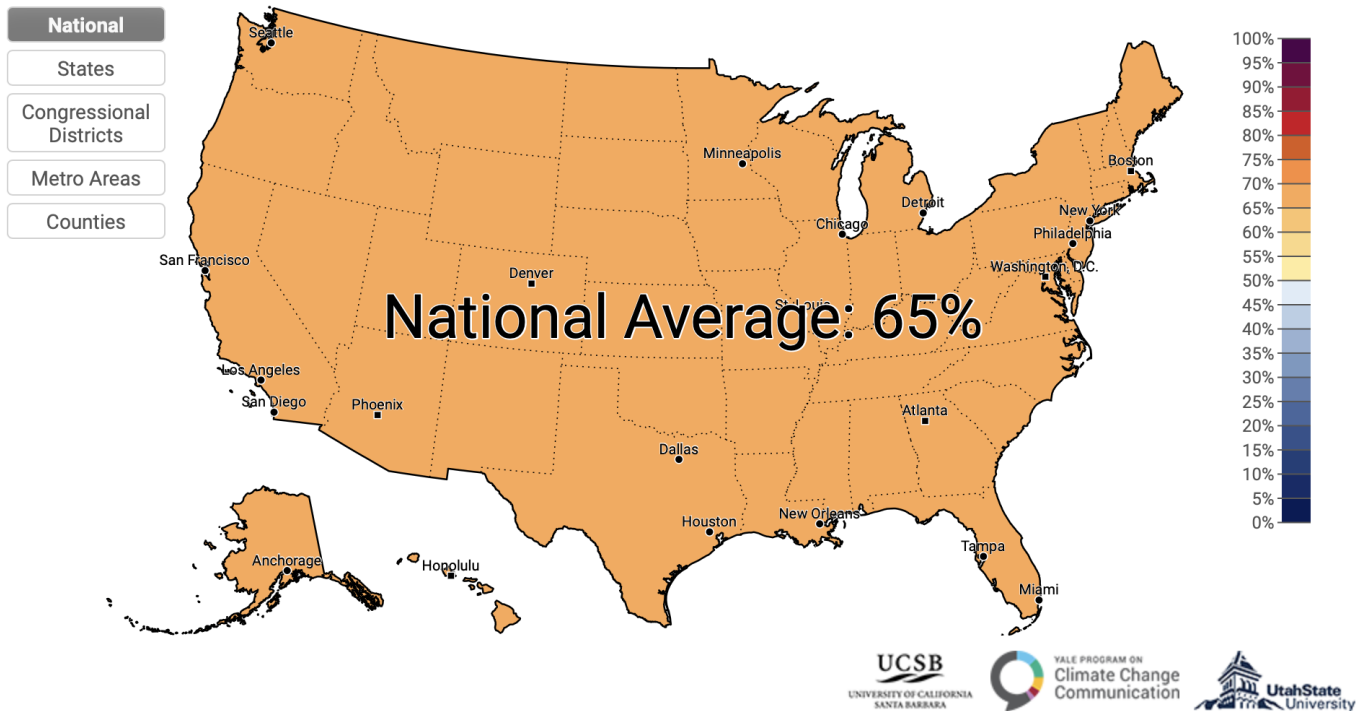 National
States
Congressional
Districts
Metro Areas
Counties
Seattle
Minneapolis
Boston
Detroit
New York
Chicago
Philadelphia
San Francisco
Washington, D.C.
Denver
St. Louis
National Average: 65%
Los Angeles
San Diego
Phoenix
Atlanta
Dallas
New Orleans
Houston
Tampa
Anchorage
Honolulu
Miami
100%
95%
90%
85%
80%
75%
70%
65%
60%
55%
50%
45%
40%
35%
30%
25%
20%
15%
10%
5%
0%
UCSB
UNIVERSITY OF CALIFORNIA
SANTA BARBARA
YALE PROGRAM ON
Climate Change
Communication
UtahState
University